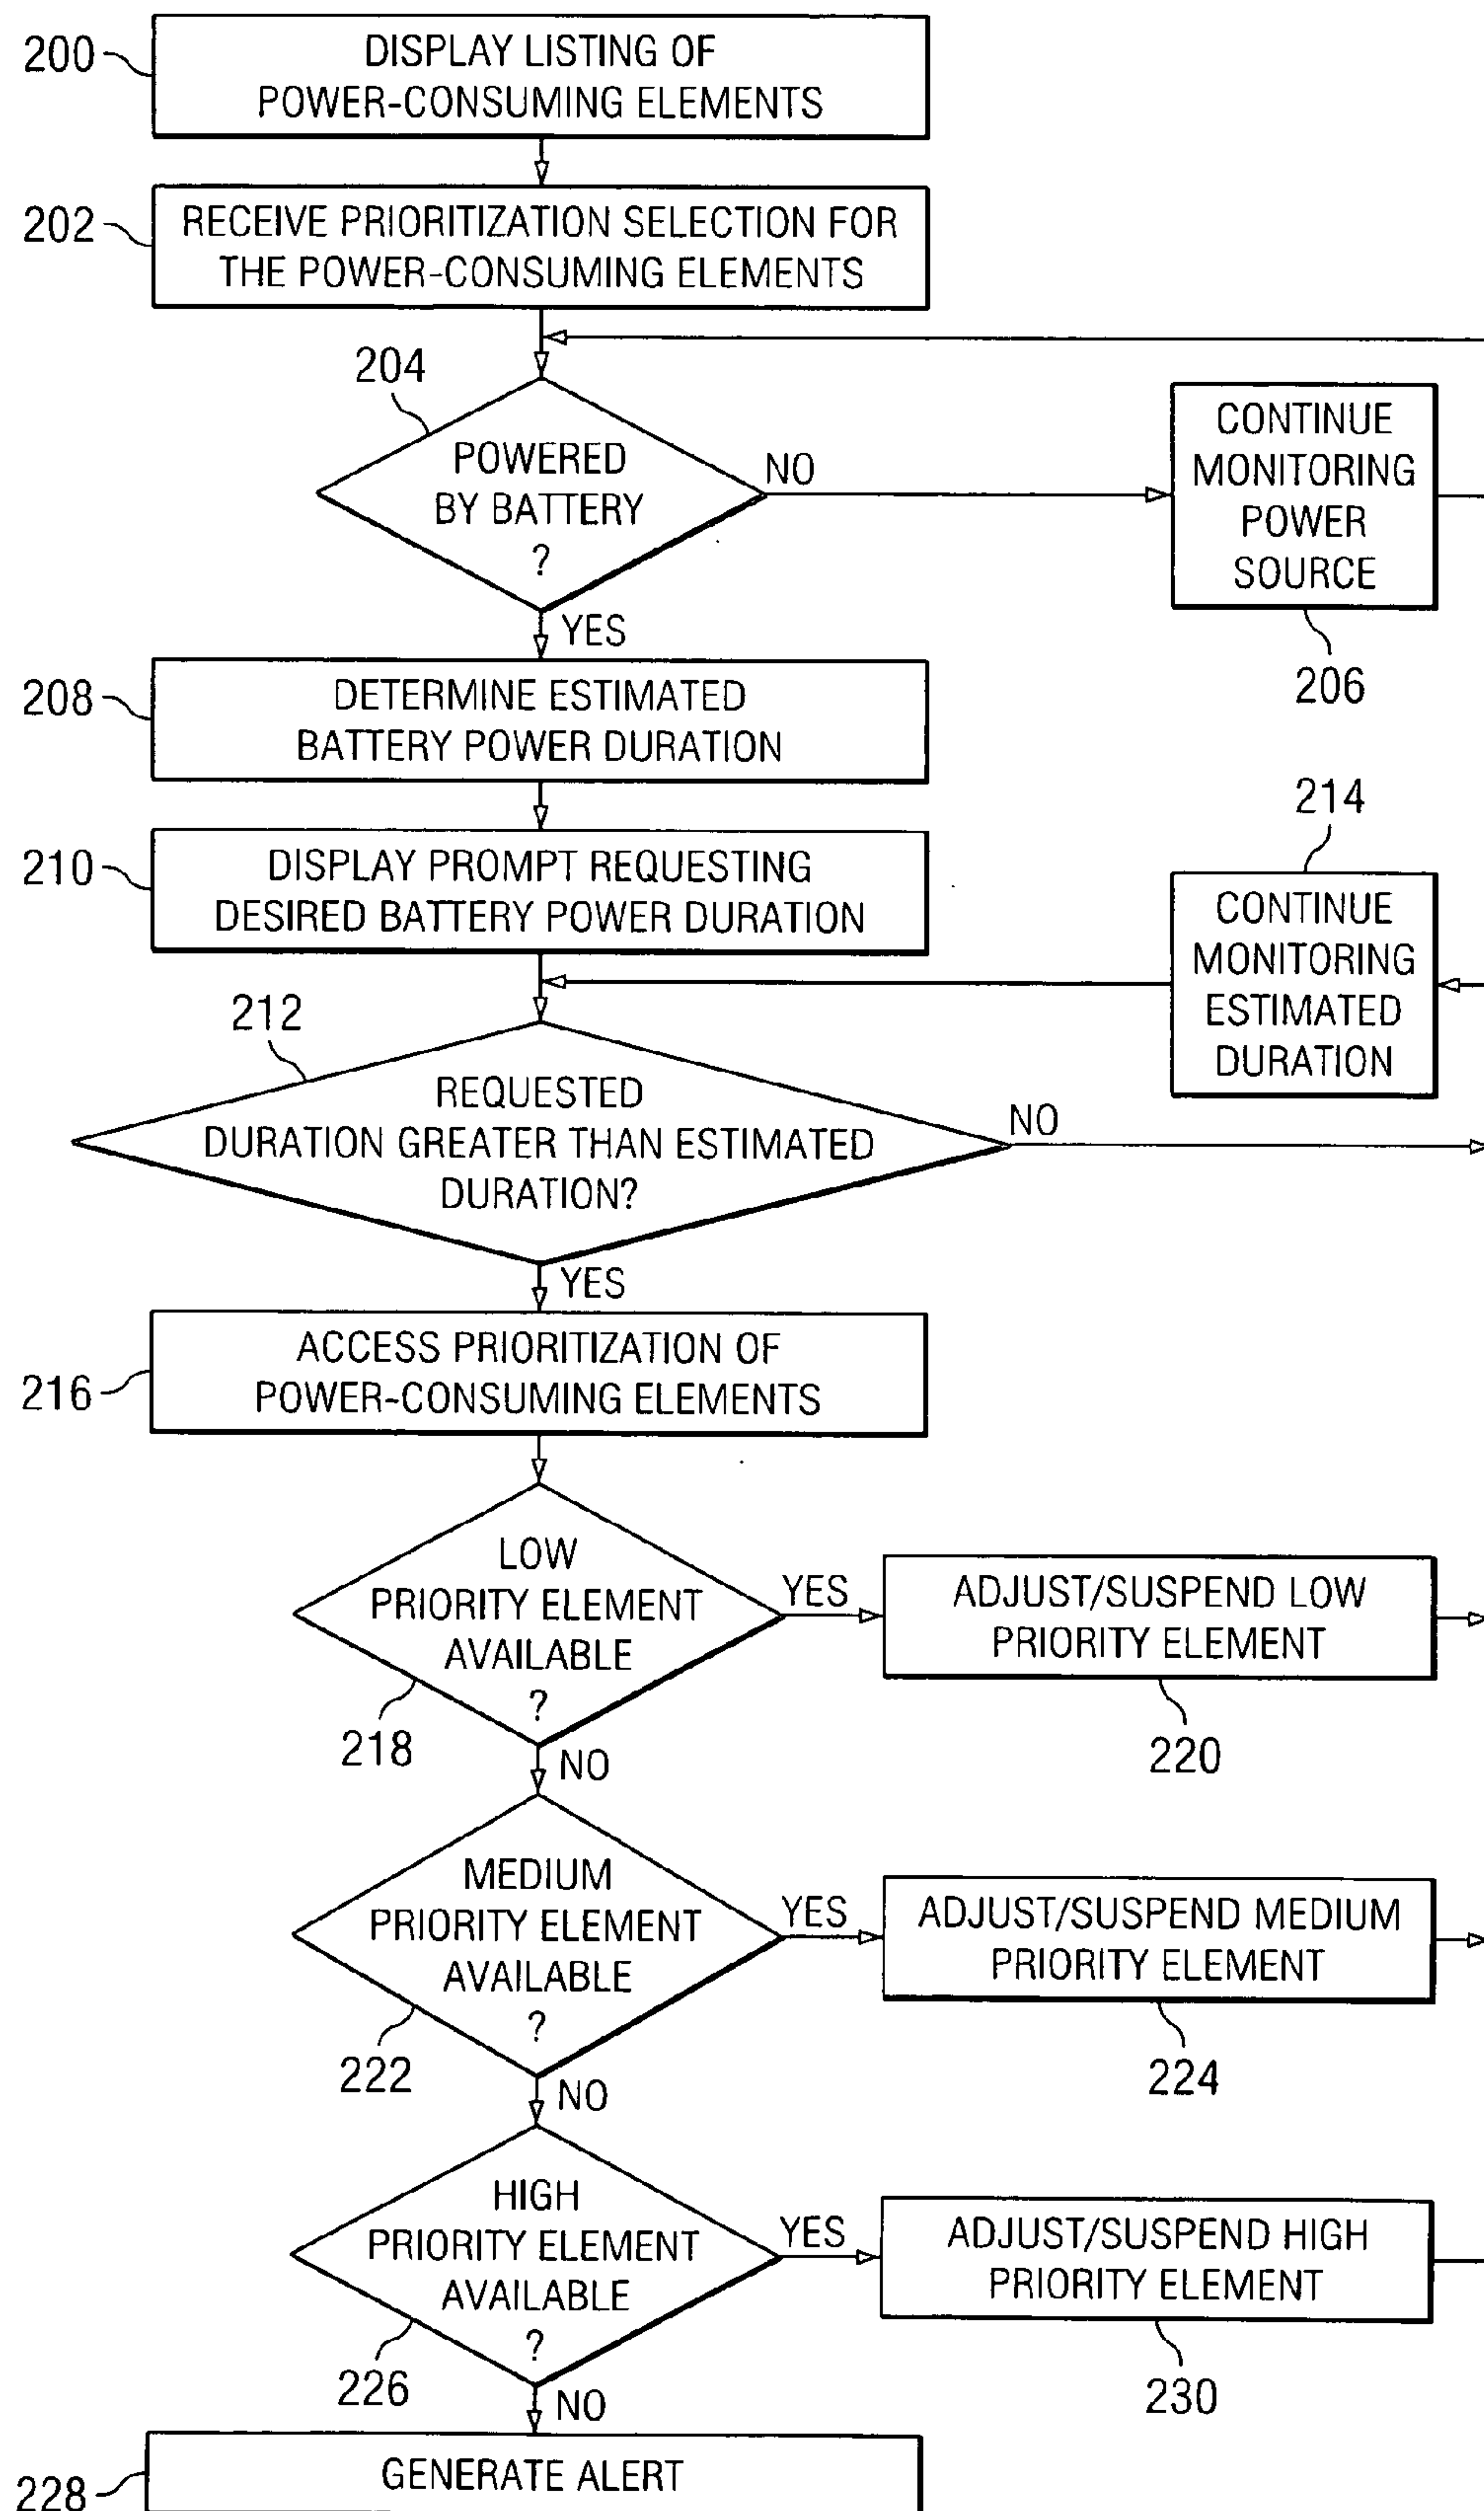 200
DISPLAY LISTING OF
POWER-CONSUMING ELEMENTS
202
RECEIVE PRIORITIZATION SELECTION FOR
THE POWER-CONSUMING ELEMENTS
204
POWERED
BY BATTERY
?
NO
CONTINUE
MONITORING
POWER
SOURCE
206
YES
208
DETERMINE ESTIMATED
BATTERY POWER DURATION
210
DISPLAY PROMPT REQUESTING
DESIRED BATTERY POWER DURATION
214
CONTINUE
MONITORING
ESTIMATED
DURATION
212
REQUESTED
DURATION GREATER THAN ESTIMATED
DURATION?
NO
YES
216
ACCESS PRIORITIZATION OF
POWER-CONSUMING ELEMENTS
LOW
PRIORITY ELEMENT
AVAILABLE
?
218
YES
ADJUST/SUSPEND LOW
PRIORITY ELEMENT
220
NO
MEDIUM
PRIORITY ELEMENT
AVAILABLE
?
222
YES
ADJUST/SUSPEND MEDIUM
PRIORITY ELEMENT
224
NO
HIGH
PRIORITY ELEMENT
AVAILABLE
?
226
YES
ADJUST/SUSPEND HIGH
PRIORITY ELEMENT
230
NO
228
GENERATE ALERT